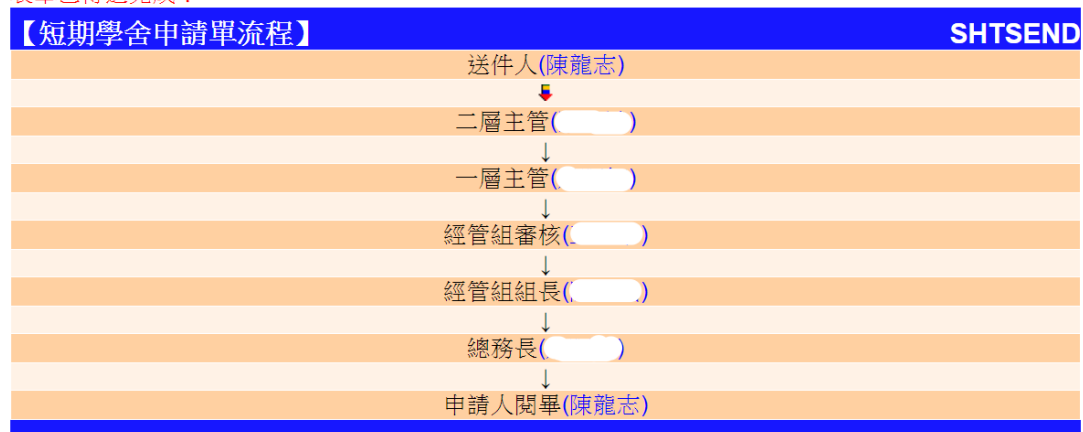 【短期學舍申請單流程】 SHTSEND
送件人(陳龍志)
二層主管( )
↓
一層主管( )
↓
經管組審核( )
↓
經管組組長( )
↓
總務長( )
↓
申請人閱畢(陳龍志)